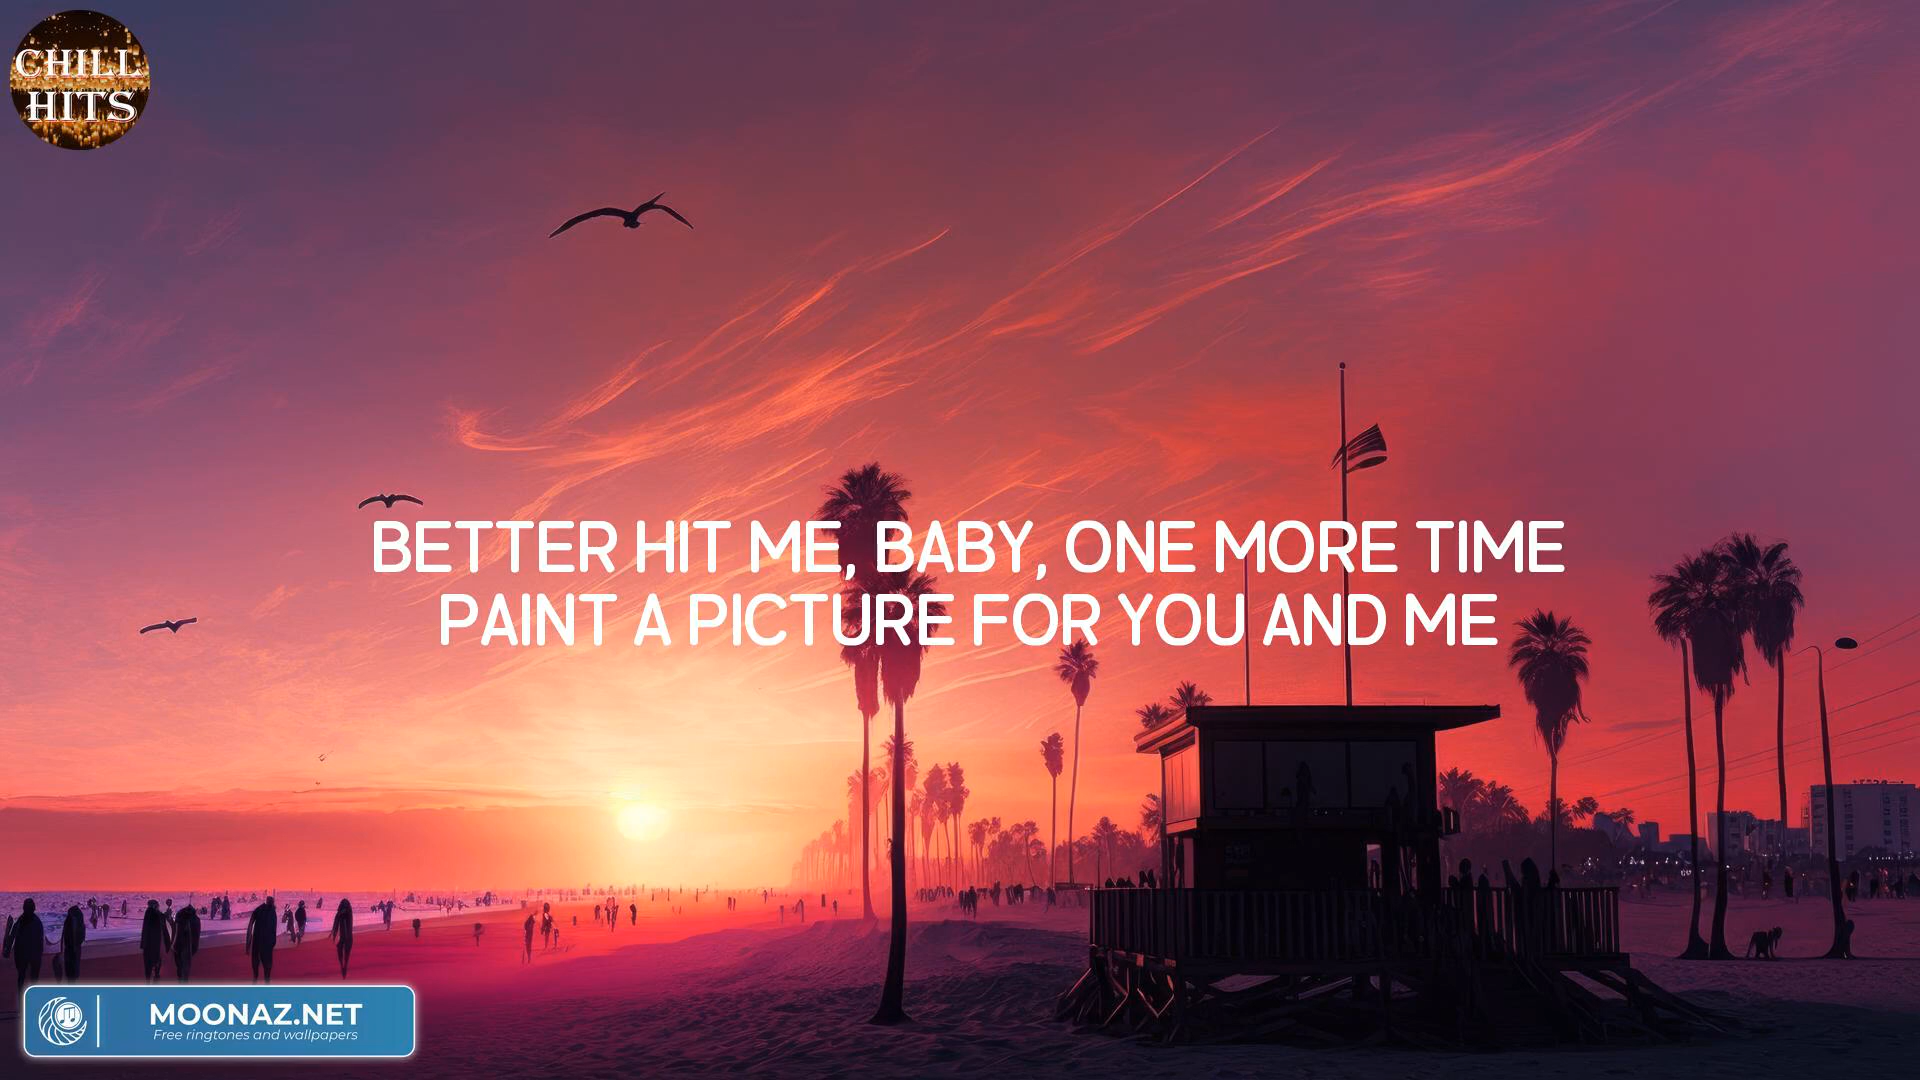 CHILL
HITS
BETTER HIT ME, BABY, ONE MORE TIME
PAINT A PICTURE FOR YOU AND ME
MOONAZ.NET
Free ringtones and wallpapers